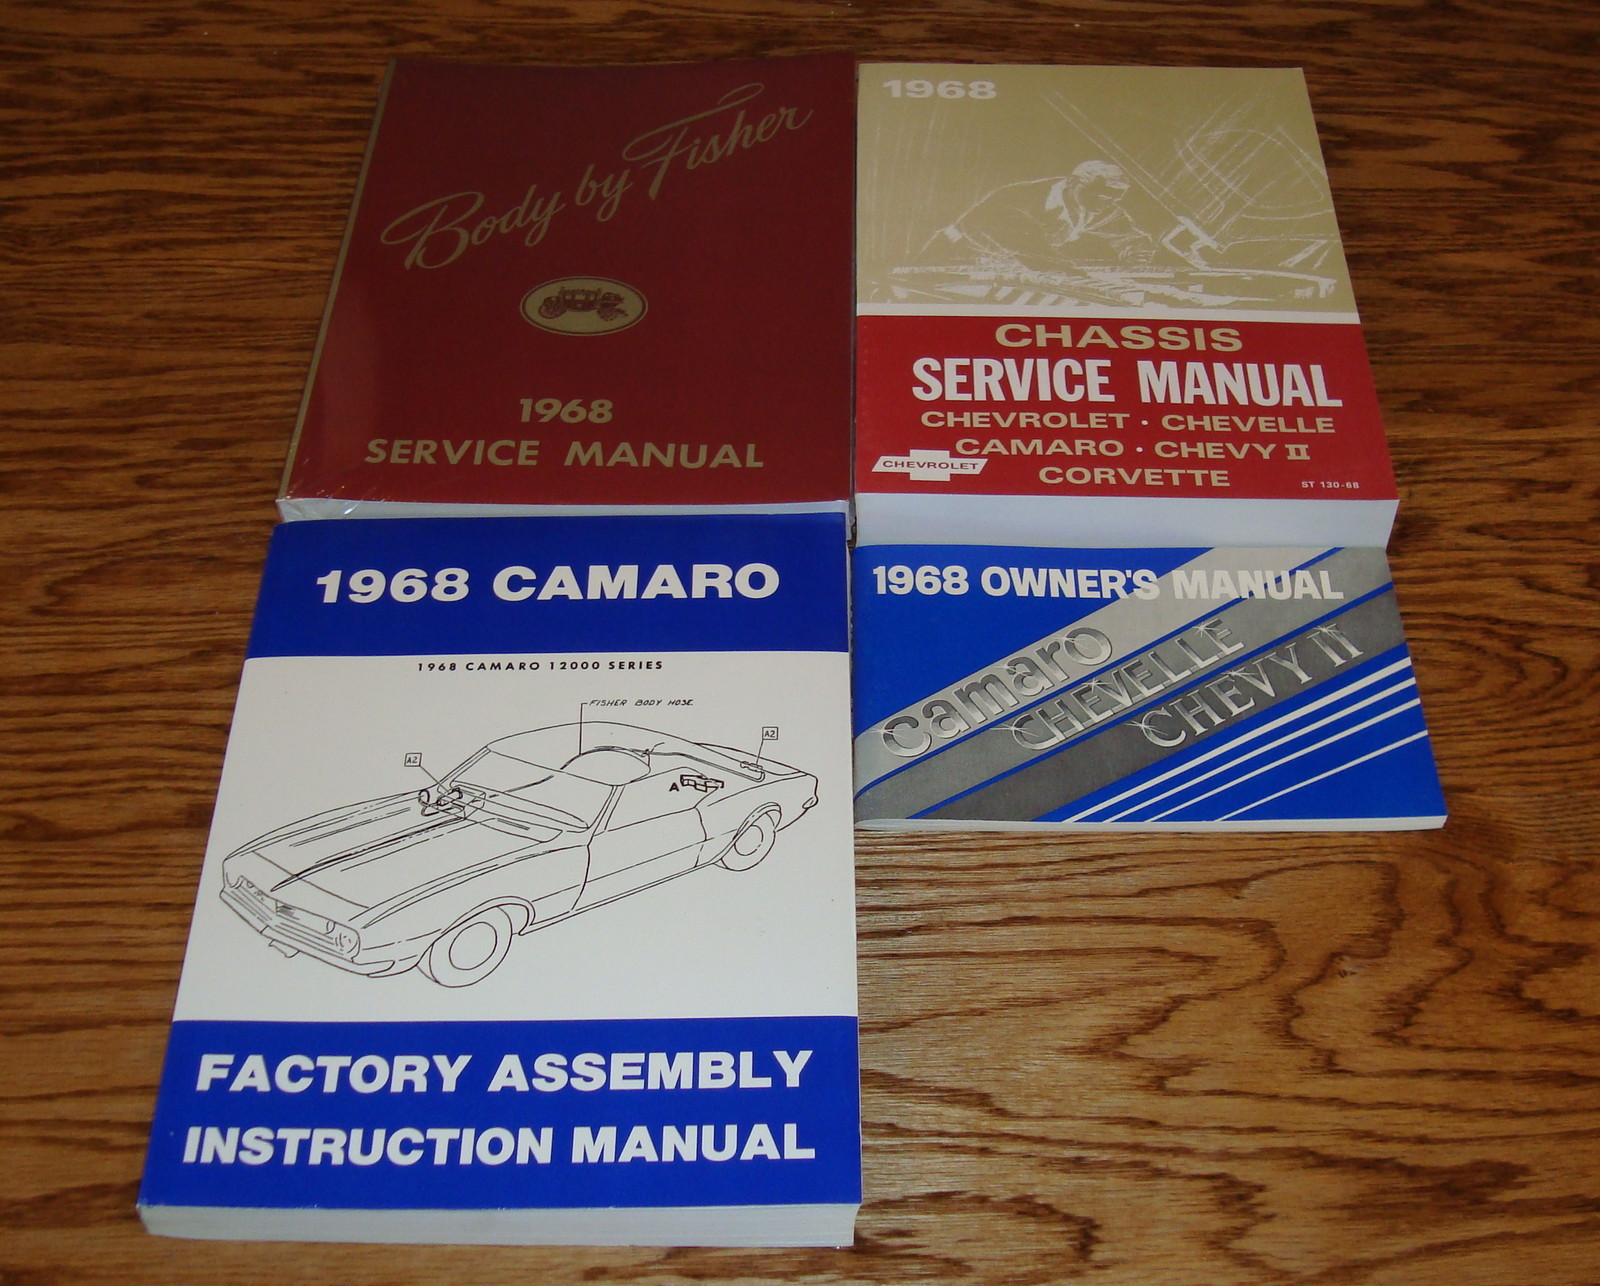 Body by Fisher
1968
SERVICE MANUAL
1968
CHASSIS
SERVICE MANUAL
CHEVROLET · CHEVELLE
CAMARO · CHEVY II
CORVETTE
CHEVROLET
ST 130-68
1968 CAMARO
1968 CAMARO 12000 SERIES
FISHER BODY HOSE
A2
A2
A
FACTORY ASSEMBLY
INSTRUCTION MANUAL
1968 OWNER'S MANUAL
Camaro
CHEVELLE
CHEVY II